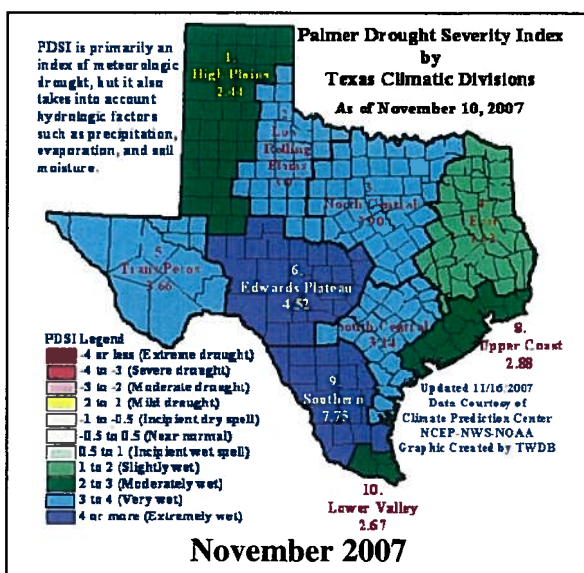 PDSI is primarily an
index of meteorologic
drought, but it also
takes into account
hydrologic factors
such as precipitation,
evaporation, and soil
moisture.
Palmer Drought Severity Index
by
Texas Climatic Divisions
As of November 10, 2007
1.
High Plains
2.44
2.
Low
Rolling
Plains
3.
North Central
4.
East
5.
Trans Pecos
3.66
6.
Edwards Plateau
4.52
South Central
3.14
8.
Upper Coast
2.88
9.
Southern
7.75
10.
Lower Valley
2.67
PDSI Legend
-4 or less (Extreme drought)
-4 to -3 (Severe drought)
-3 to -2 (Moderate drought)
2 to 1 (Mild drought)
-1 to -0.5 (Incipient dry spell)
-0.5 to 0.5 (Near normal)
0.5 to 1 (Incipient wet spell)
1 to 2 (Slightly wet)
2 to 3 (Moderately wet)
3 to 4 (Very wet)
4 or more (Extremely wet)
Updated 11/16/2007
Data Courtesy of
Climate Prediction Center
NCEP-NWS-NOAA
Graphic Created by TWDB
November 2007